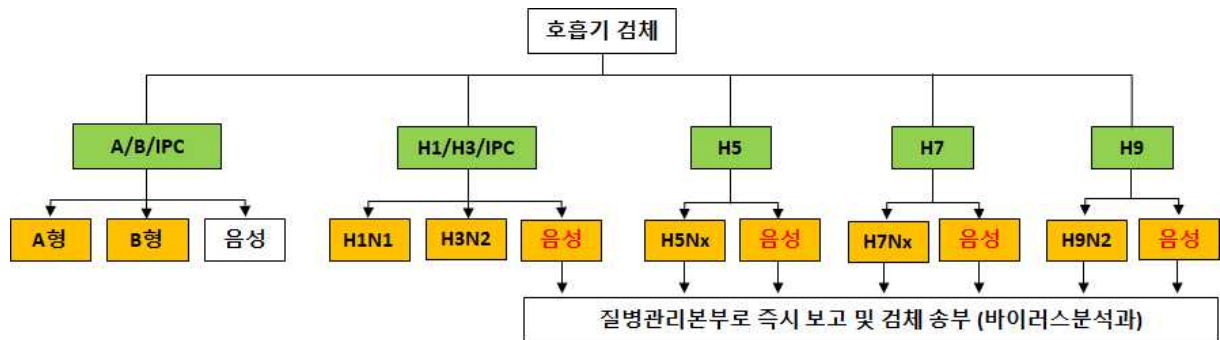 호흡기 검체
A/B/IPC
H1/H3/IPC
H5
H7
H9
A형
B형
음성
H1N1
H3N2
음성
H5Nx
음성
H7Nx
음성
H9N2
음성
질병관리본부로 즉시 보고 및 검체 송부 (바이러스분석과)